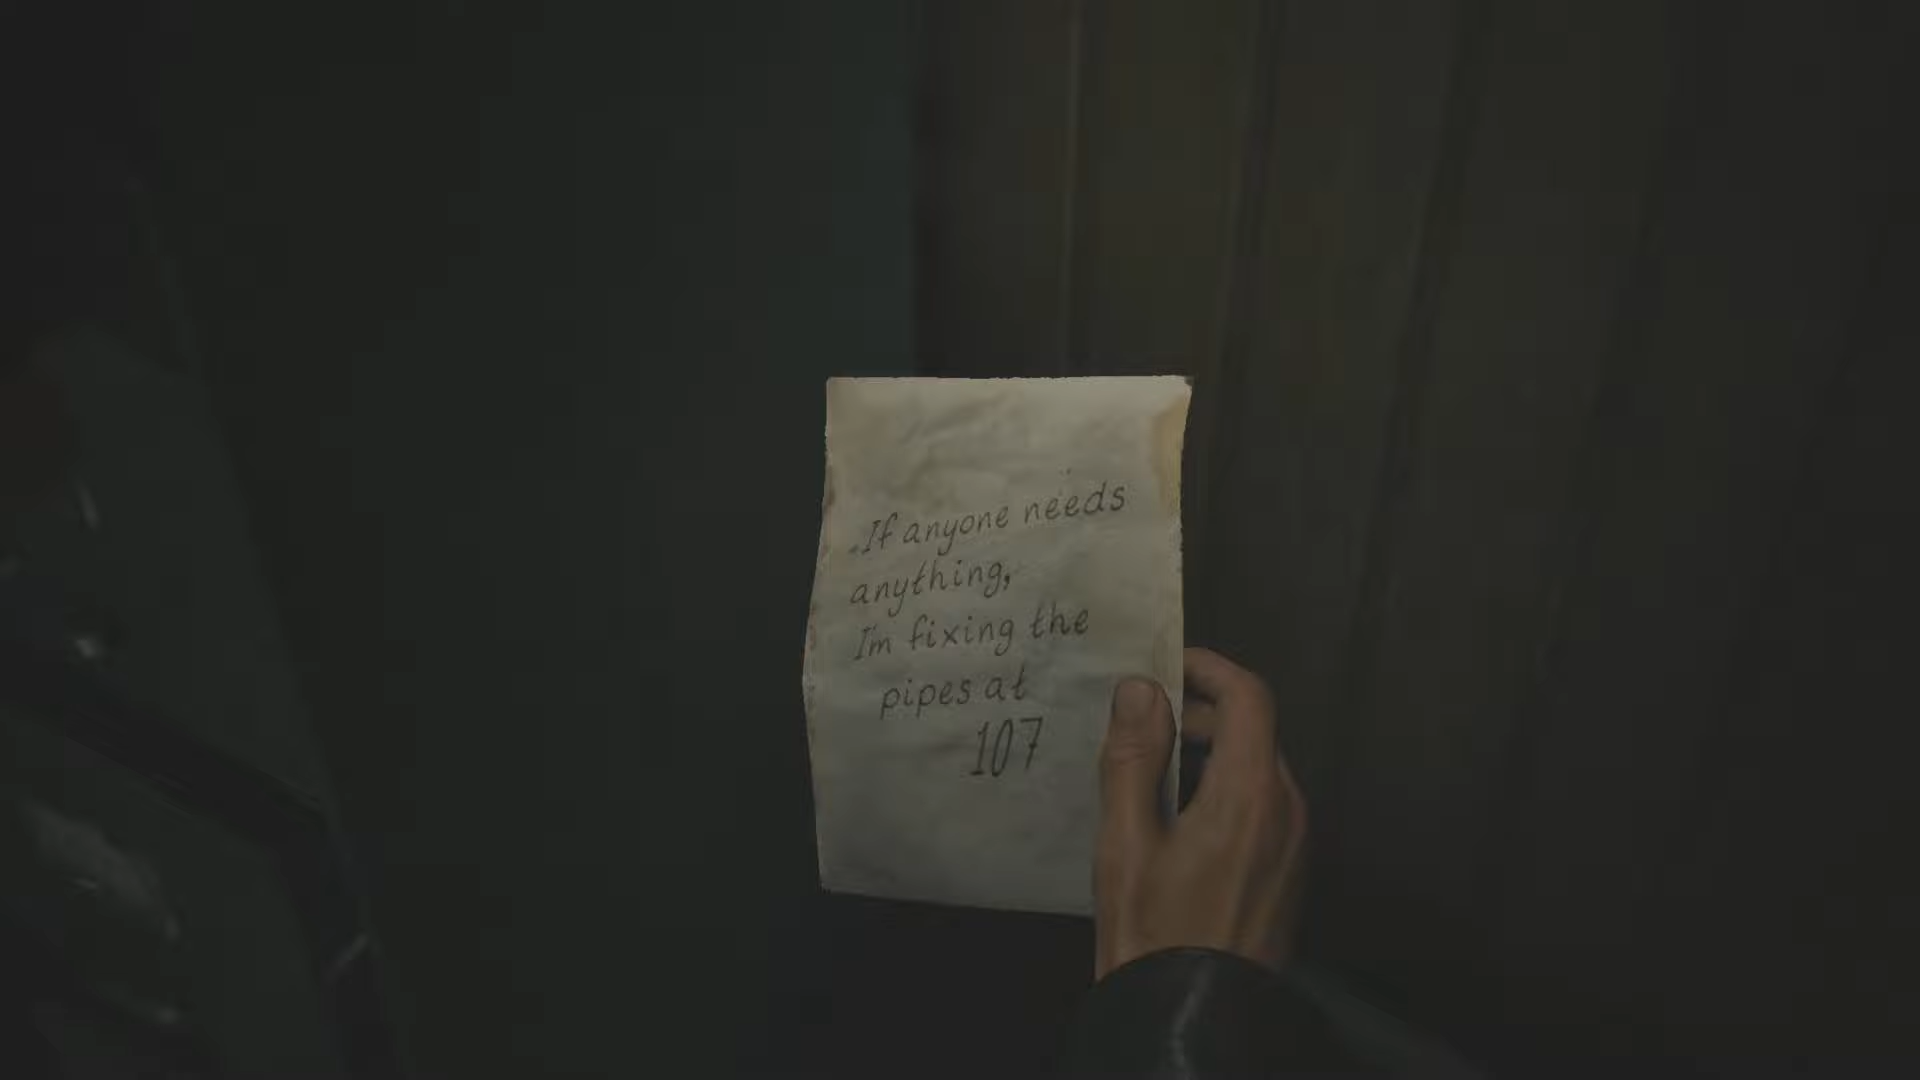 If anyone needs
anything,
I'm fixing the
pipes at
107